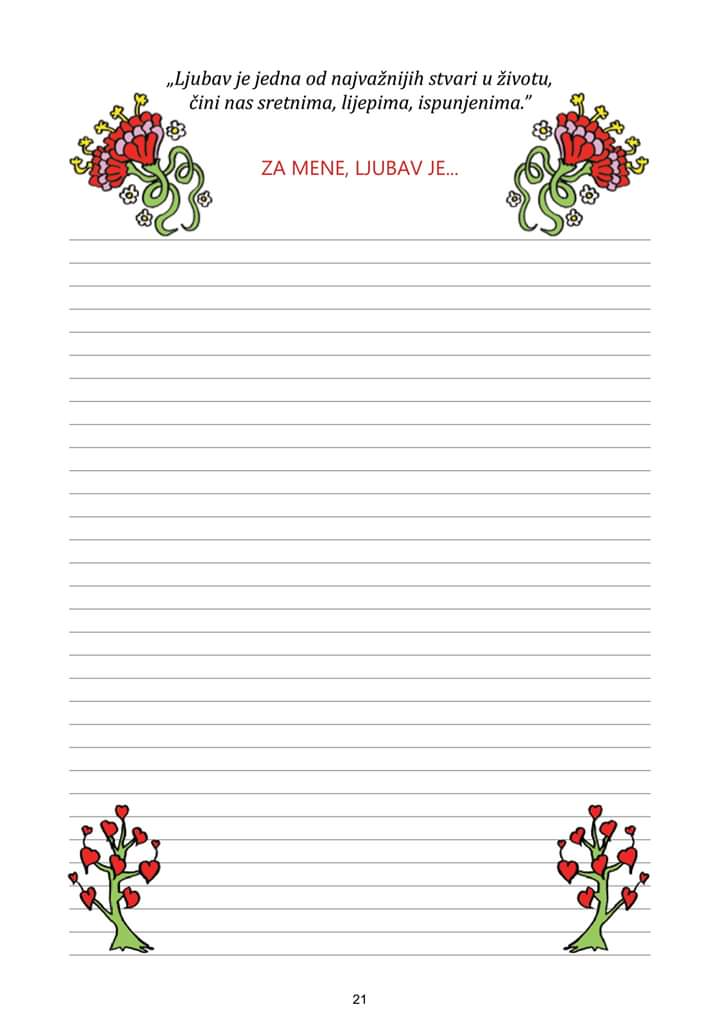 „Ljubav je jedna od najvažnijih stvari u životu,
čini nas sretnima, lijepima, ispunjenima.”
ZA MENE, LJUBAV JE...
21